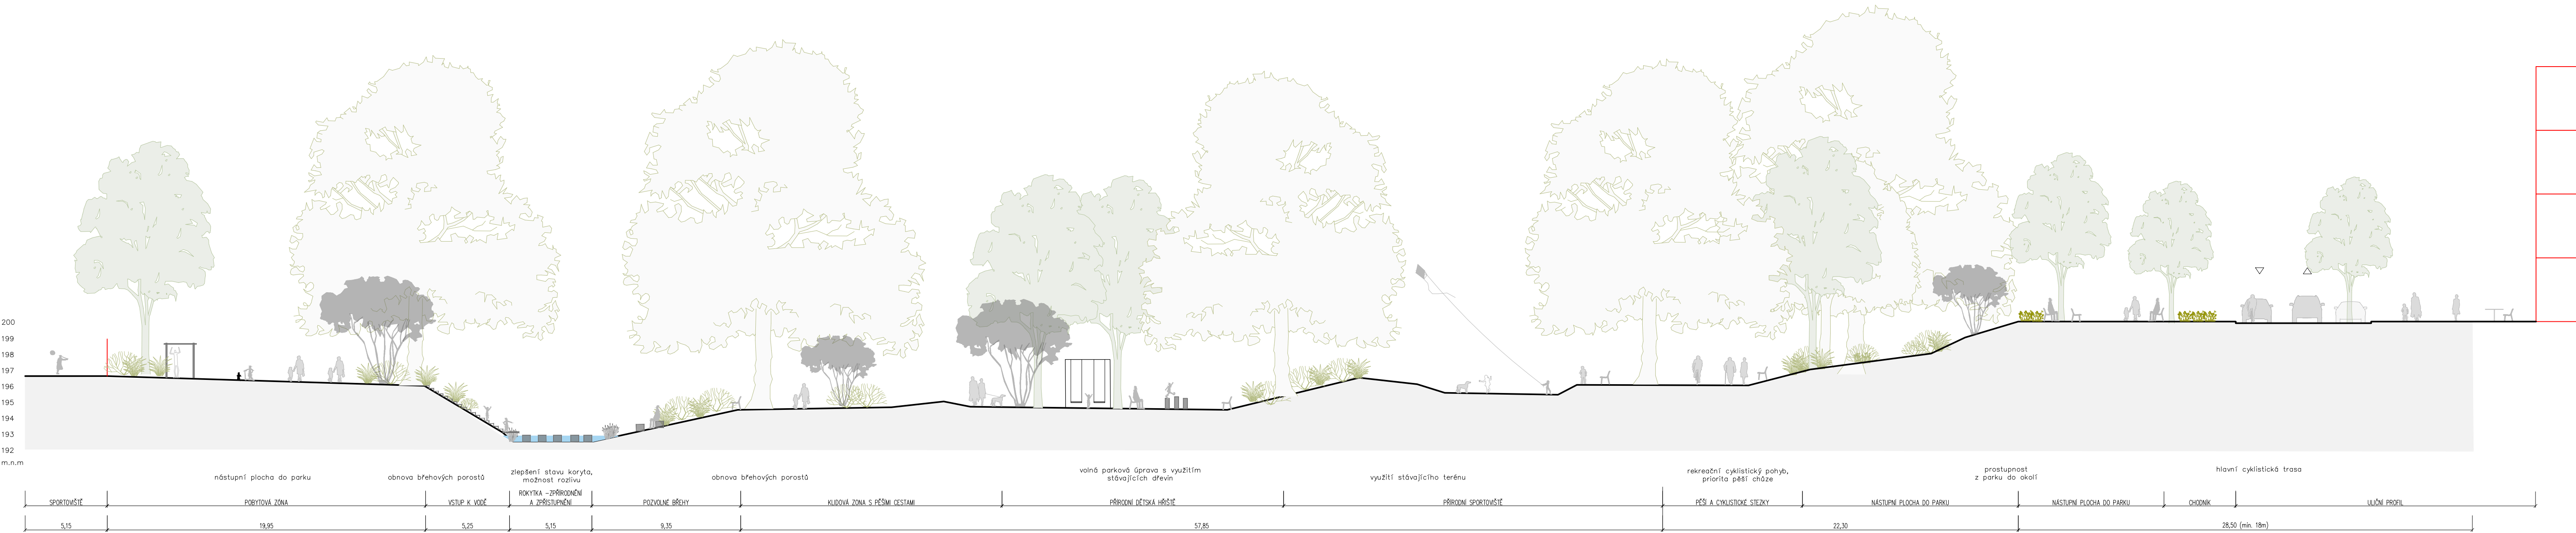 200
199
198
197
196
195
194
193
192
m.n.m
nástupní plocha do parku
obnova břehových porostů
zlepšení stavu koryta,
možnost rozlivu
obnova břehových porostů
volná parková úprava s využitím
stávajících dřevin
využití stávajícího terénu
rekreační cyklistický pohyb,
priorita pěší chůze
prostupnost
z parku do okolí
hlavní cyklistická trasa
SPORTOVIŠTĚ
POBYTOVÁ ZÓNA
VSTUP K VODĚ
ROKYTKA -ZPŘÍRODNĚNÍ
A ZPŘÍSTUPNĚNÍ
POZVOLNÉ BŘEHY
KLIDOVÁ ZONA S PĚŠÍMI CESTAMI
PŘÍRODNÍ DĚTSKÁ HŘIŠTĚ
PŘÍRODNÍ SPORTOVIŠTĚ
PĚŠÍ A CYKLISTICKÉ STEZKY
NÁSTUPNÍ PLOCHA DO PARKU
NÁSTUPNÍ PLOCHA DO PARKU
CHODNÍK
ULIČNÍ PROFIL
5,15
19,95
5,25
5,15
9,35
57,85
22,30
28,50 (min. 18m)